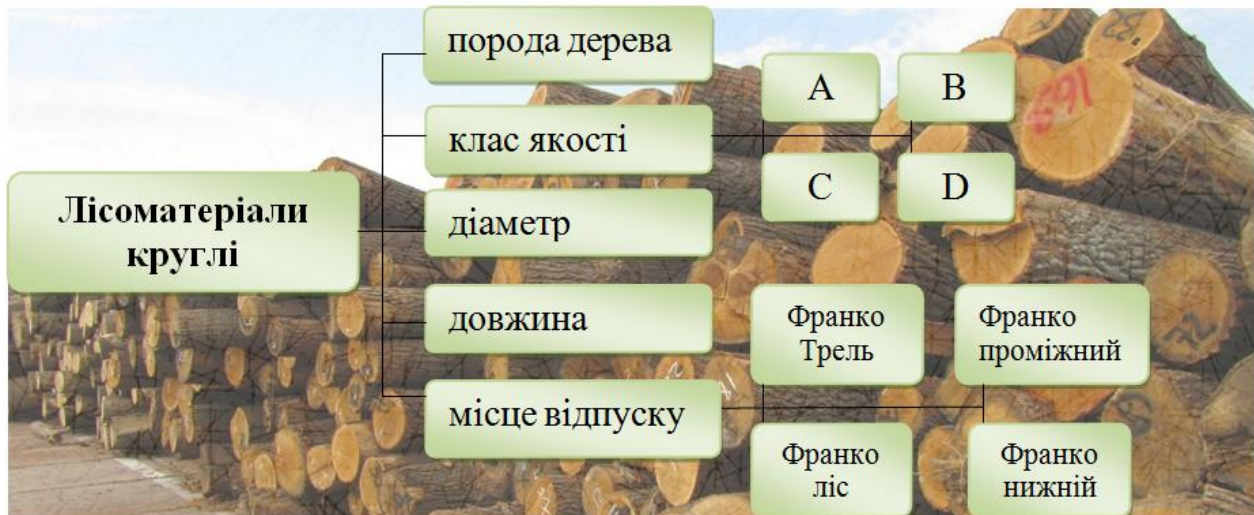 Лісоматеріали
круглі
порода дерева
клас якості
A
B
C
D
діаметр
довжина
місце відпуску
Франко
Трель
Франко
проміжний
Франко
ліс
Франко
нижній